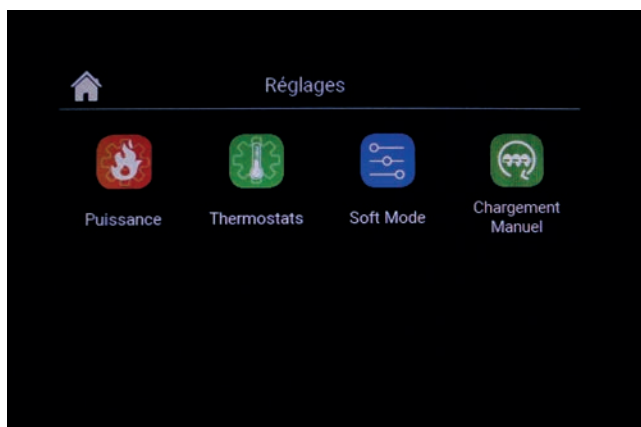 Réglages
Puissance
Thermostats
Soft Mode
Chargement
Manuel